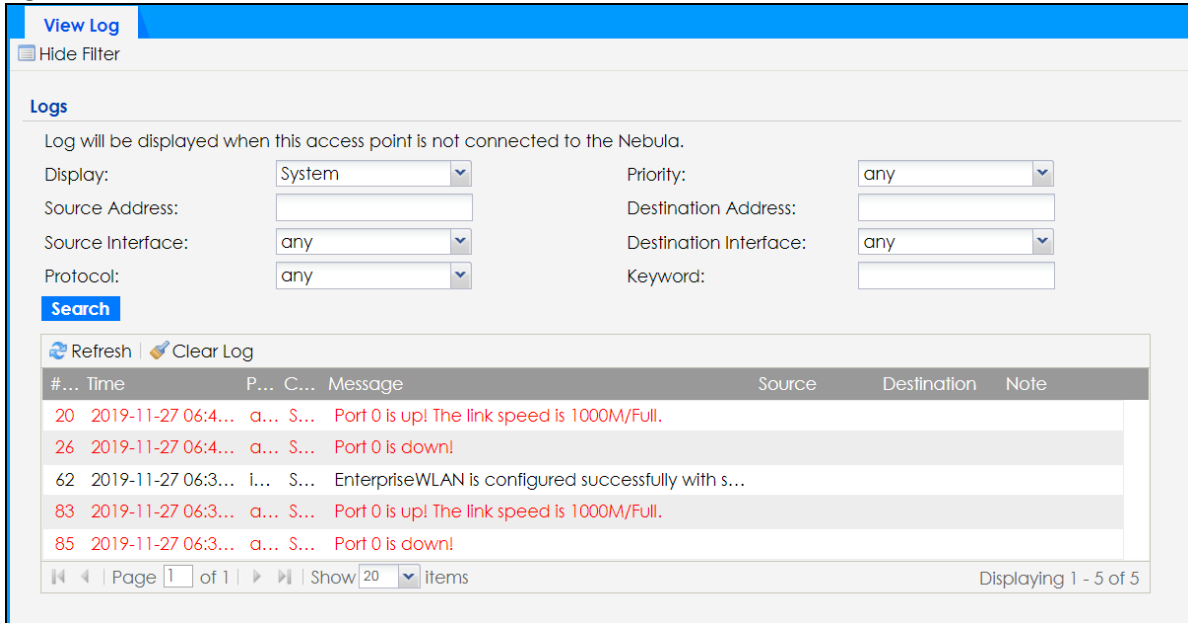 View Log
Hide Filter
Logs
Log will be displayed when this access point is not connected to the Nebula.
Display: System Priority: any
Source Address: Destination Address:
Source Interface: any Destination Interface: any
Protocol: any Keyword:
Search
Refresh Clear Log
#... Time P... C... Message Source Destination Note
20 2019-11-27 06:4... a... S... Port 0 is up! The link speed is 1000M/Full.
26 2019-11-27 06:4... a... S... Port 0 is down!
62 2019-11-27 06:3... i... S... EnterpriseWLAN is configured successfully with s...
83 2019-11-27 06:3... a... S... Port 0 is up! The link speed is 1000M/Full.
85 2019-11-27 06:3... a... S... Port 0 is down!
Page 1 of 1 Show 20 items Displaying 1 - 5 of 5